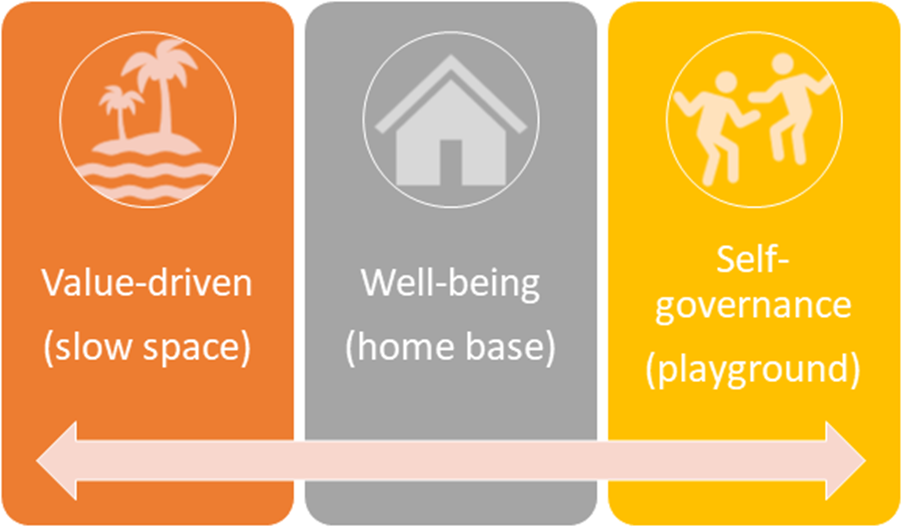 Value-driven
(slow space)
Well-being
(home base)
Self-
governance
(playground)